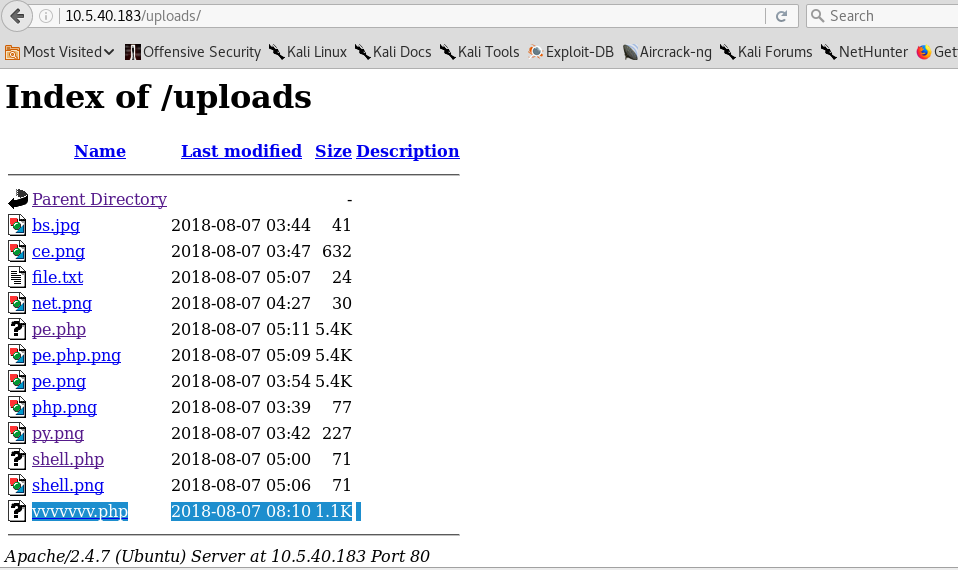 10.5.40.183/uploads/ Search
Most Visited Offensive Security Kali Linux Kali Docs Kali Tools Exploit-DB Aircrack-ng Kali Forums NetHunter Get
Index of /uploads
Name Last modified Size Description
Parent Directory -
bs.jpg 2018-08-07 03:44 41
ce.png 2018-08-07 03:47 632
file.txt 2018-08-07 05:07 24
net.png 2018-08-07 04:27 30
pe.php 2018-08-07 05:11 5.4K
pe.php.png 2018-08-07 05:09 5.4K
pe.png 2018-08-07 03:54 5.4K
php.png 2018-08-07 03:39 77
py.png 2018-08-07 03:42 227
shell.php 2018-08-07 05:00 71
shell.png 2018-08-07 05:06 71
vvvvvvv.php 2018-08-07 08:10 1.1K
Apache/2.4.7 (Ubuntu) Server at 10.5.40.183 Port 80